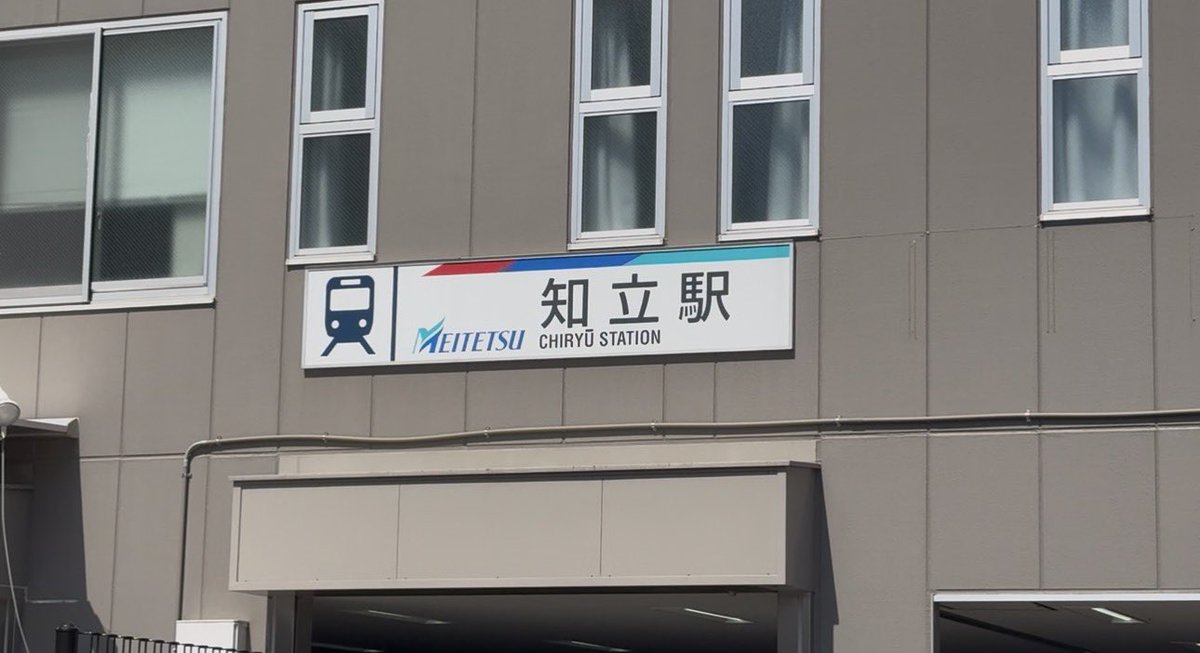 知立駅
MEITETSU CHIRYŪ STATION